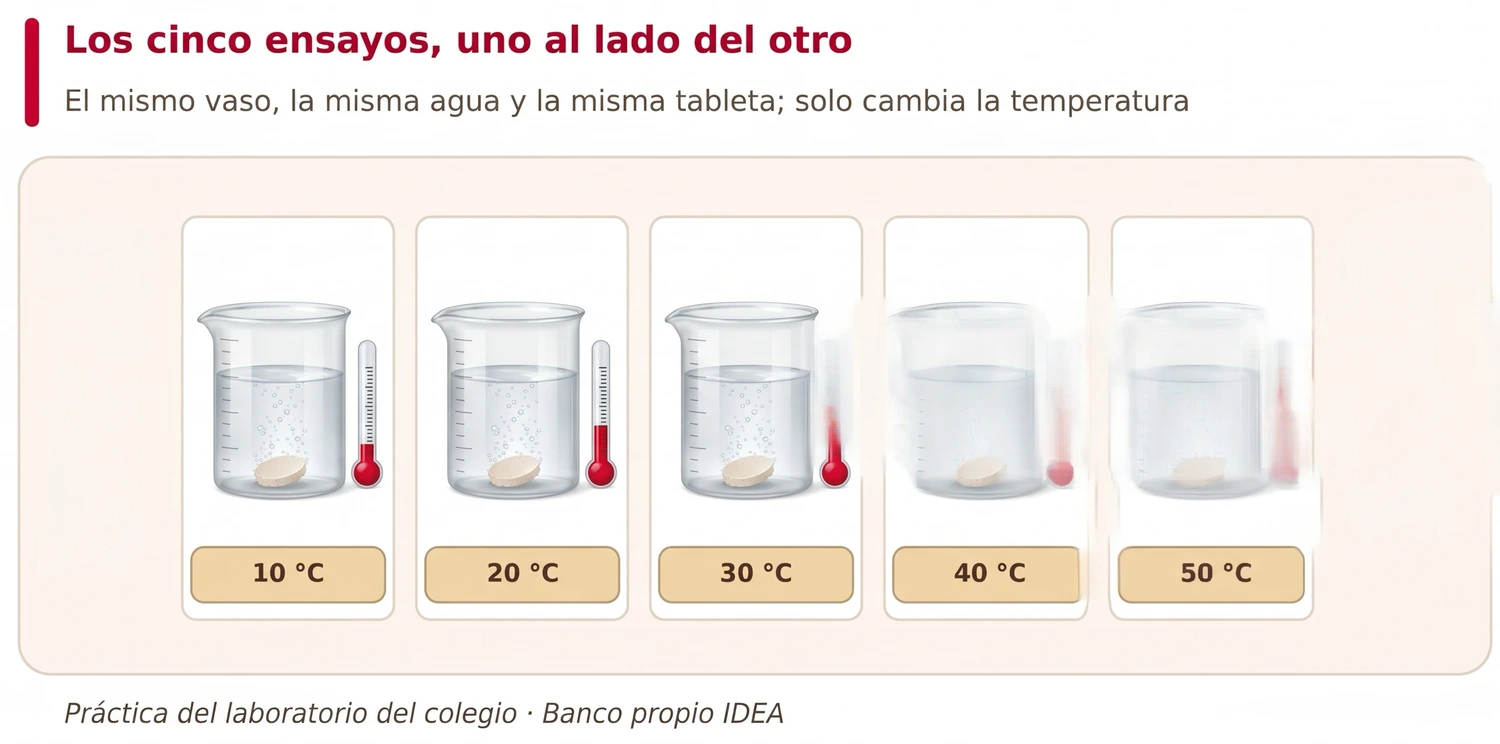 Los cinco ensayos, uno al lado del otro
El mismo vaso, la misma agua y la misma tableta; solo cambia la temperatura
10 °C
20 °C
30 °C
40 °C
50 °C
Práctica del laboratorio del colegio · Banco propio IDEA